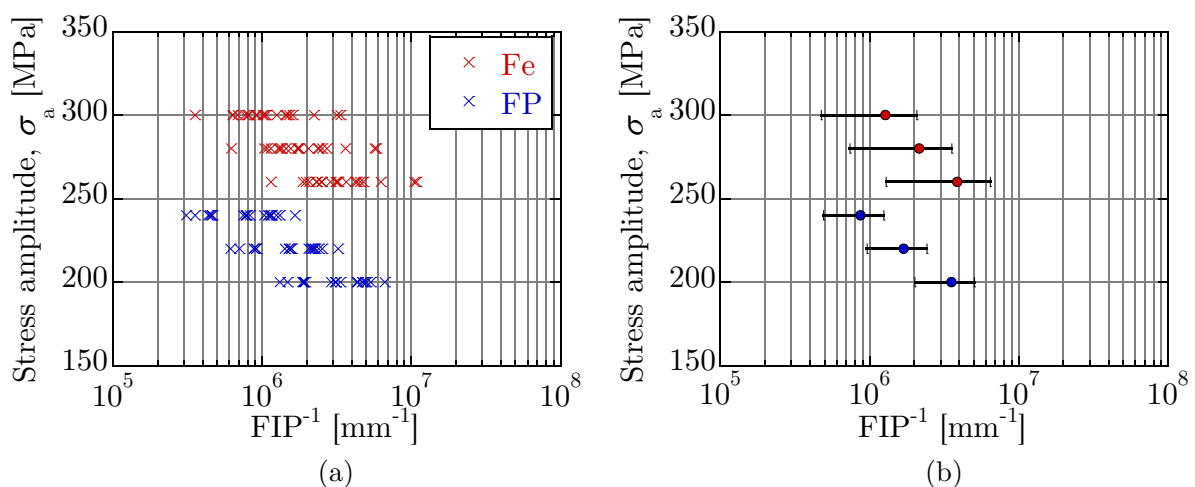 350
300
250
200
150
Stress amplitude, σa [MPa]
Fe
FP
10^5 10^6 10^7 10^8
FIP^-1 [mm^-1]
(a)
350
300
250
200
150
Stress amplitude, σa [MPa]
10^5 10^6 10^7 10^8
FIP^-1 [mm^-1]
(b)